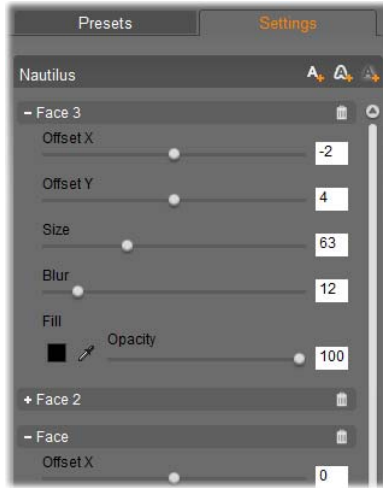 Presets Settings
Nautilus A+ A+ A+
− Face 3
Offset X
-2
Offset Y
4
Size
63
Blur
12
Fill
Opacity
100
+ Face 2
− Face
Offset X
0